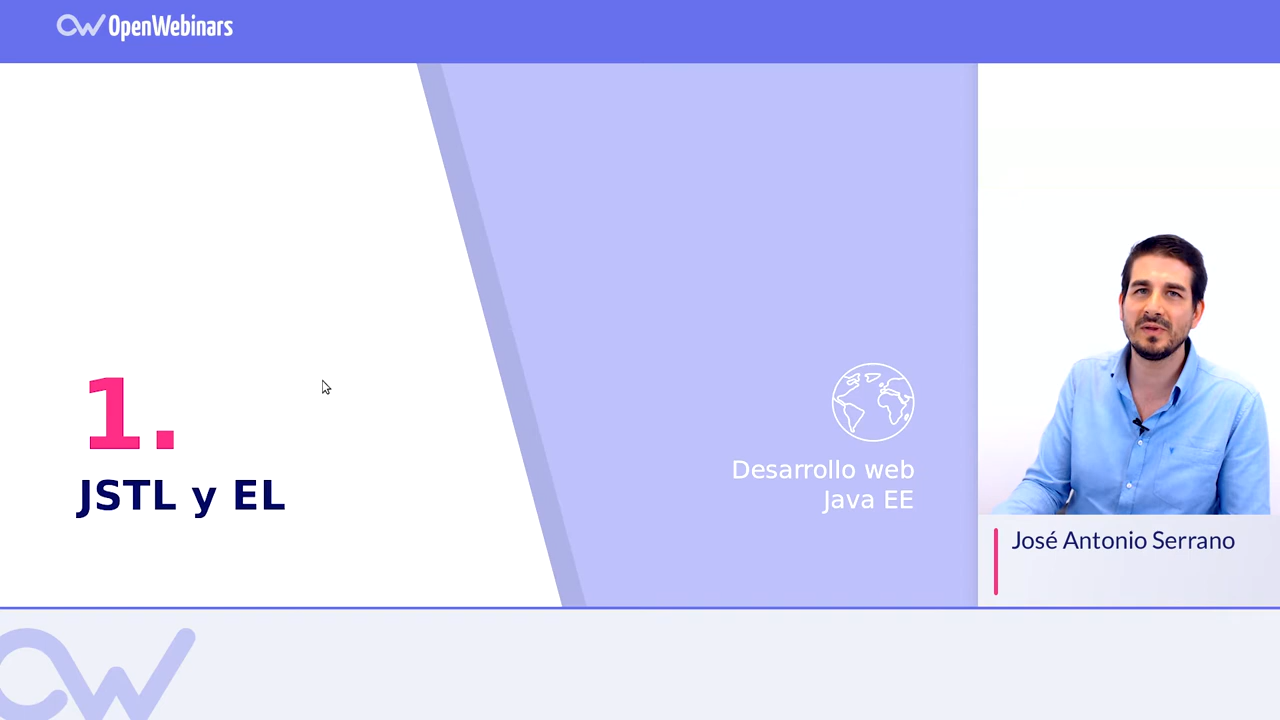 OpenWebinars
1.
JSTL y EL
Desarrollo web
Java EE
José Antonio Serrano